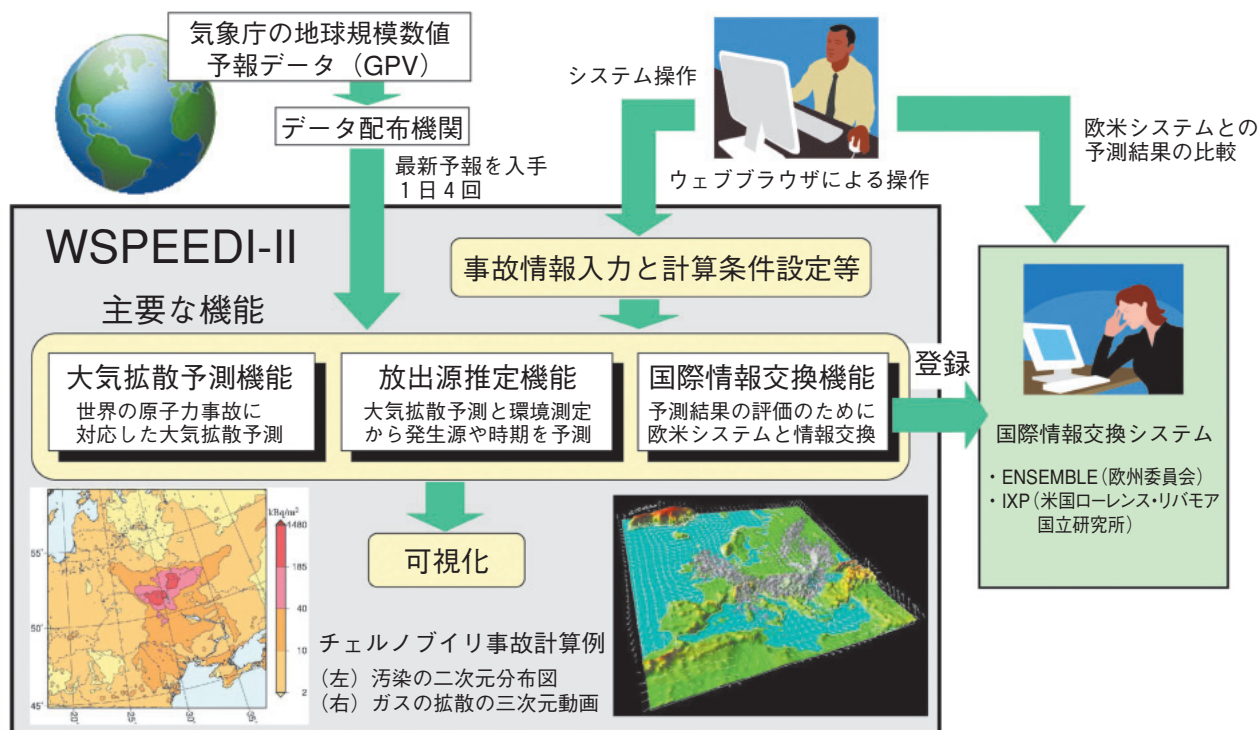 気象庁の地球規模数値
予報データ（GPV）
データ配布機関
最新予報を入手
1日4回
システム操作
ウェブブラウザによる操作
欧米システムとの
予測結果の比較
WSPEEDI-II
主要な機能
事故情報入力と計算条件設定等
大気拡散予測機能
世界の原子力事故に
対応した大気拡散予測
放出源推定機能
大気拡散予測と環境測定
から発生源や時期を予測
国際情報交換機能
予測結果の評価のために
欧米システムと情報交換
登録
国際情報交換システム
・ENSEMBLE（欧州委員会）
・IXP（米国ローレンス・リバモア
国立研究所）
可視化
kBq/m²
1480
185
40
10
2
55°
50°
45°
20°
25°
30°
35°
チェルノブイリ事故計算例
（左）汚染の二次元分布図
（右）ガスの拡散の三次元動画